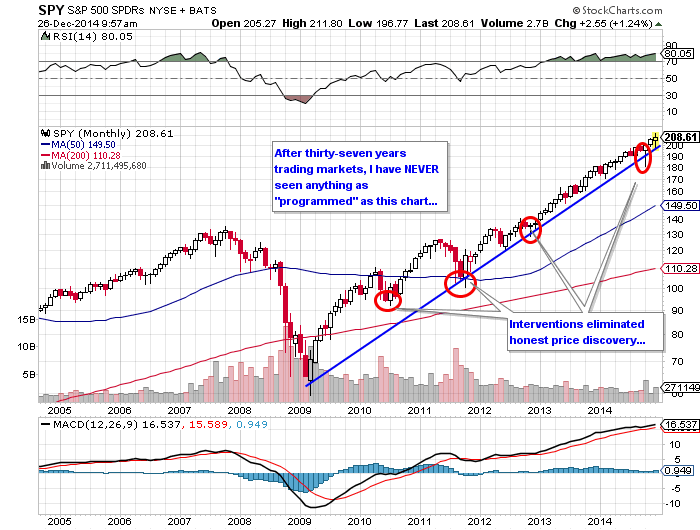 SPY S&P 500 SPDRs NYSE + BATS
© StockCharts.com
26-Dec-2014 9:57am
Open 205.27 High 211.80 Low 196.77 Last 208.61 Volume 2.7B Chg +2.55 (+1.24%)
RSI(14) 80.05
90
80.05
70
50
30
10
SPY (Monthly) 208.61
MA(50) 149.50
MA(200) 110.28
Volume 2,711,495,680
After thirty-seven years
trading markets, I have NEVER
seen anything as
"programmed" as this chart...
208.61
200
190
180
170
160
149.50
140
130
120
110.28
100
90
80
70
60
15B
10B
5B
Interventions eliminated
honest price discovery...
2005 2006 2007 2008 2009 2010 2011 2012 2013 2014
MACD(12,26,9) 16.537, 15.589, 0.949
16.537
10
5
0.949
-5
-10
2005 2006 2007 2008 2009 2010 2011 2012 2013 2014